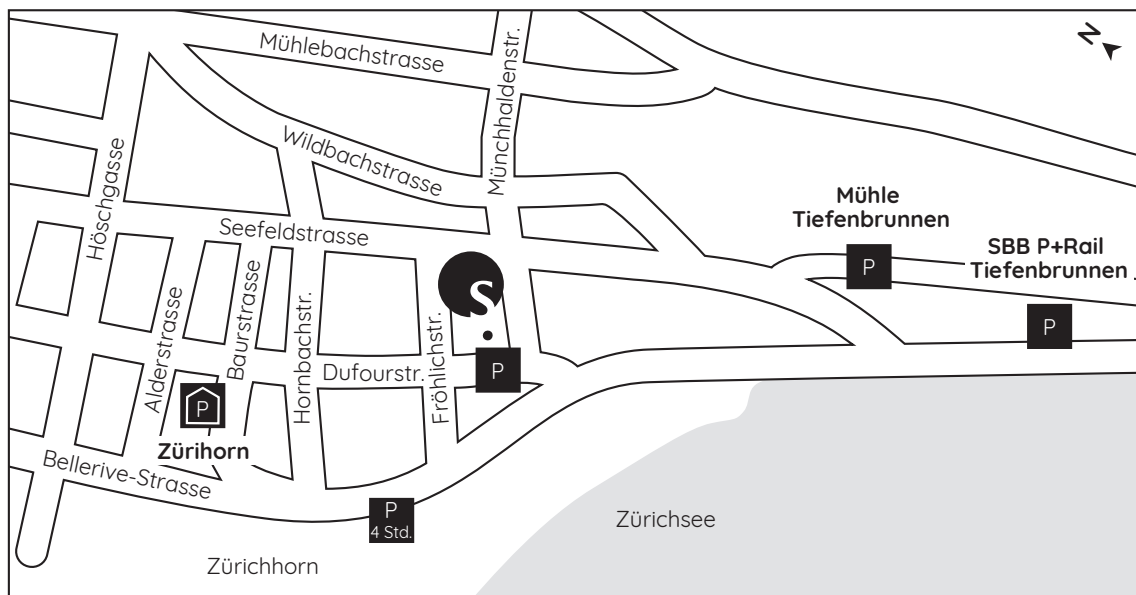 N
Mühlebachstrasse
Münchhaldenstr.
Wildbachstrasse
Höschgasse
Seefeldstrasse
Mühle
Tiefenbrunnen
P
SBB P+Rail
Tiefenbrunnen
P
S
Alderstrasse
Baurstrasse
Hornbachstr.
Fröhlichstr.
Dufourstr.
P
P
Zürihorn
Bellerive-Strasse
P
4 Std.
Zürichsee
Zürichhorn